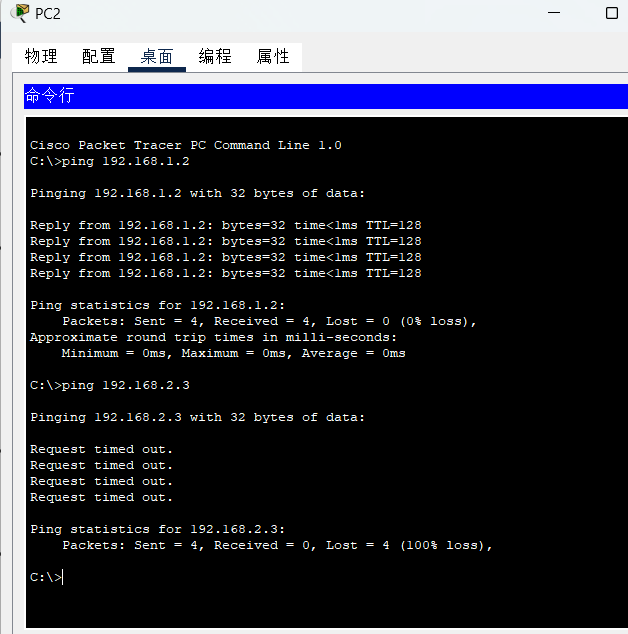 PC2
物理 配置 桌面 编程 属性
命令行
Cisco Packet Tracer PC Command Line 1.0
C:\>ping 192.168.1.2
Pinging 192.168.1.2 with 32 bytes of data:
Reply from 192.168.1.2: bytes=32 time<1ms TTL=128
Reply from 192.168.1.2: bytes=32 time<1ms TTL=128
Reply from 192.168.1.2: bytes=32 time<1ms TTL=128
Reply from 192.168.1.2: bytes=32 time<1ms TTL=128
Ping statistics for 192.168.1.2:
Packets: Sent = 4, Received = 4, Lost = 0 (0% loss),
Approximate round trip times in milli-seconds:
Minimum = 0ms, Maximum = 0ms, Average = 0ms
C:\>ping 192.168.2.3
Pinging 192.168.2.3 with 32 bytes of data:
Request timed out.
Request timed out.
Request timed out.
Request timed out.
Ping statistics for 192.168.2.3:
Packets: Sent = 4, Received = 0, Lost = 4 (100% loss),
C:\>